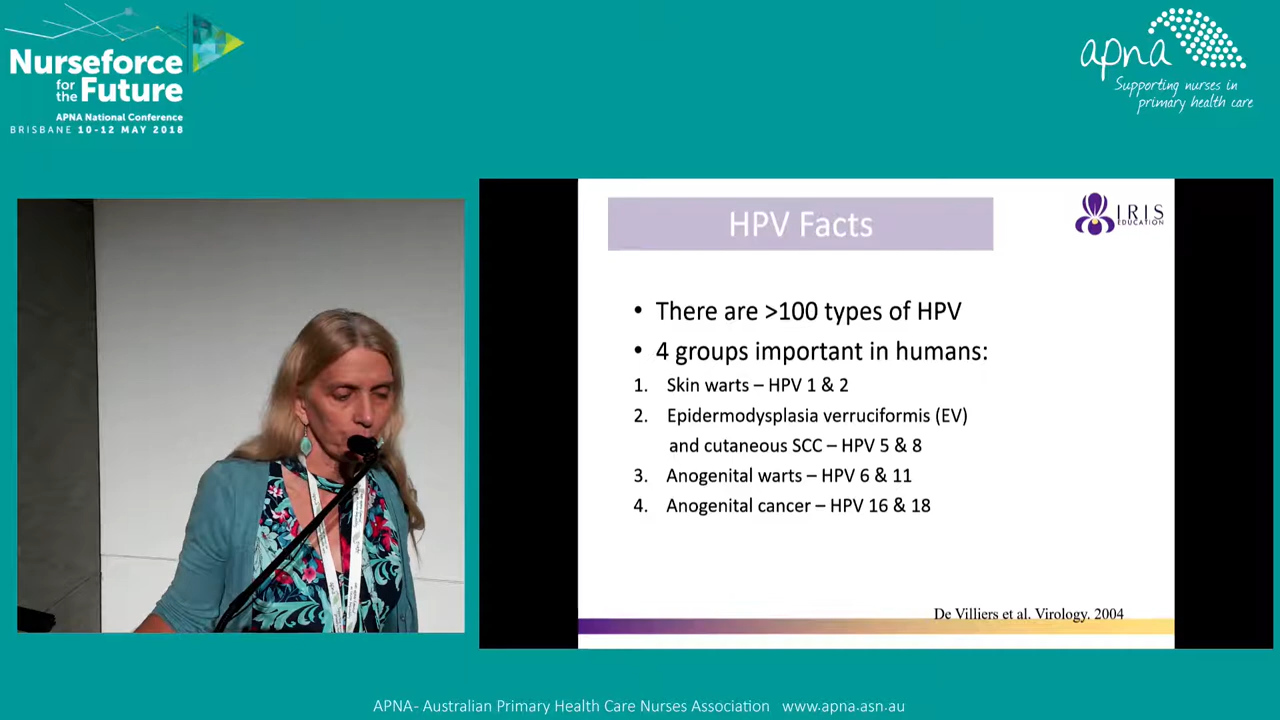 Nurseforce
for the Future
APNA National Conference
BRISBANE 10-12 MAY 2018
apna
Supporting nurses in
primary health care
HPV Facts
IRIS
EDUCATION
• There are >100 types of HPV
• 4 groups important in humans:
1. Skin warts – HPV 1 & 2
2. Epidermodysplasia verruciformis (EV)
and cutaneous SCC – HPV 5 & 8
3. Anogenital warts – HPV 6 & 11
4. Anogenital cancer – HPV 16 & 18
De Villiers et al. Virology. 2004
APNA- Australian Primary Health Care Nurses Association www.apna.asn.au